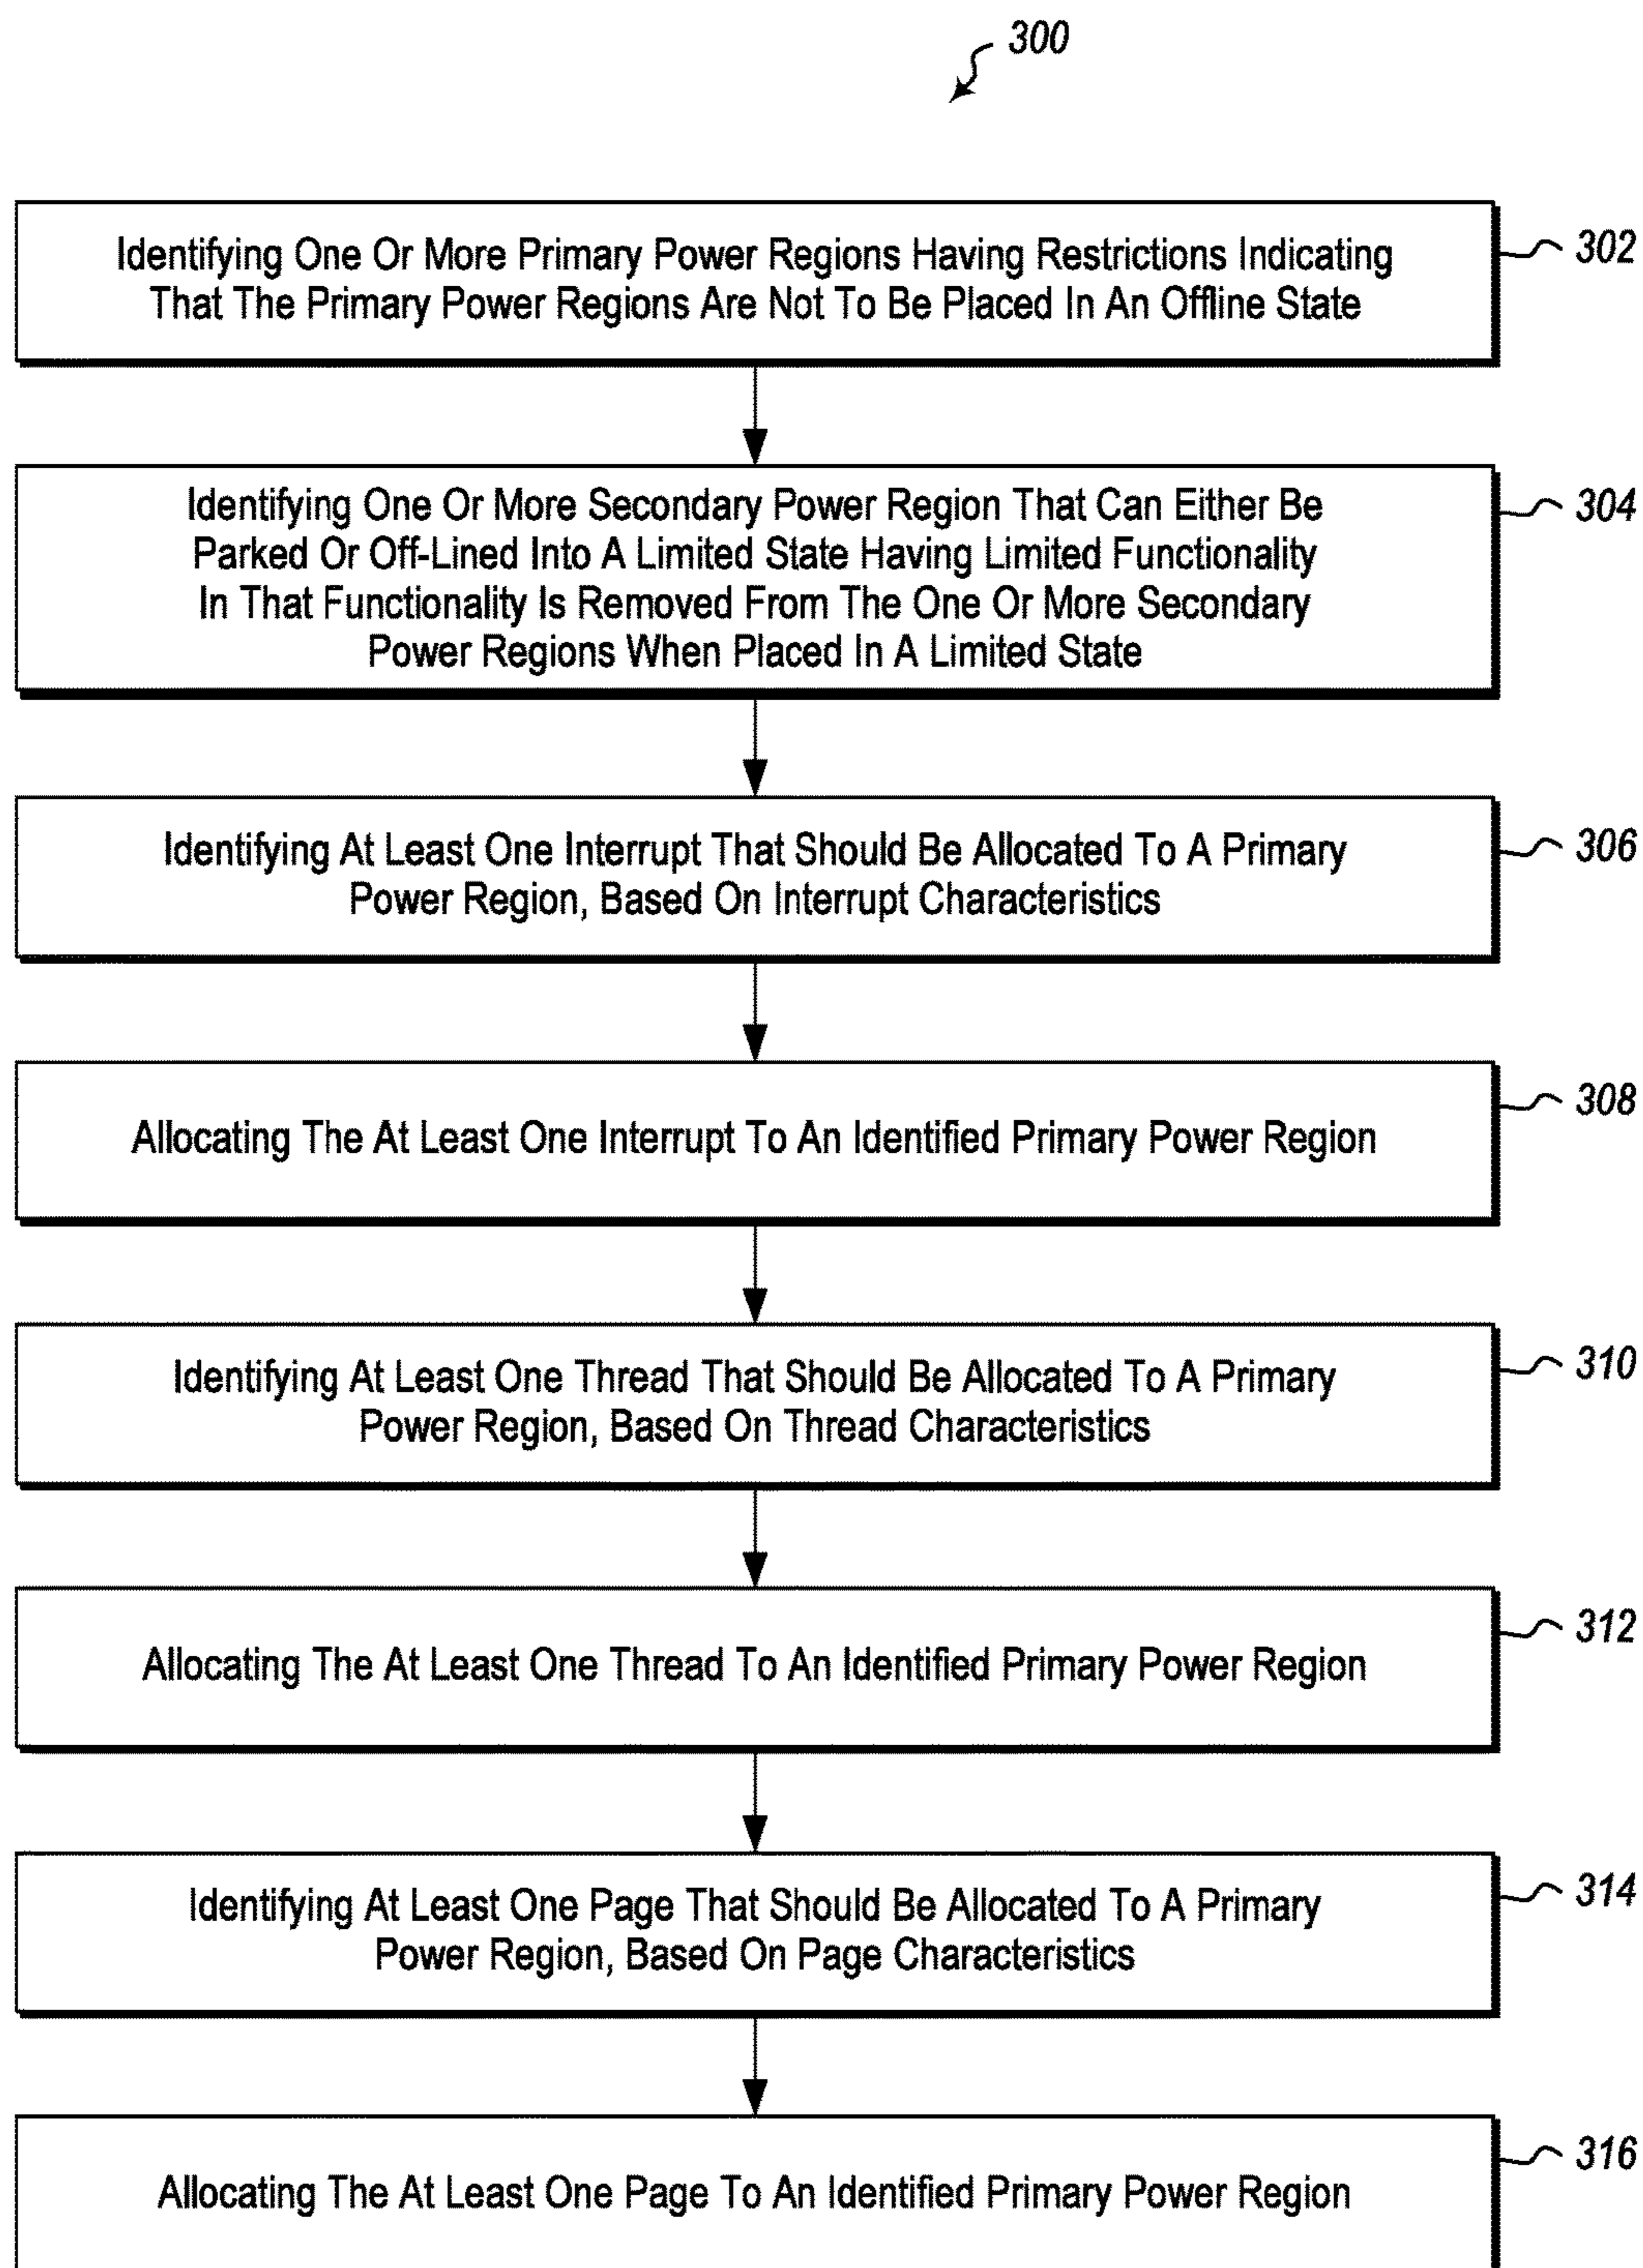 300
Identifying One Or More Primary Power Regions Having Restrictions Indicating
That The Primary Power Regions Are Not To Be Placed In An Offline State
302
Identifying One Or More Secondary Power Region That Can Either Be
Parked Or Off-Lined Into A Limited State Having Limited Functionality
In That Functionality Is Removed From The One Or More Secondary
Power Regions When Placed In A Limited State
304
Identifying At Least One Interrupt That Should Be Allocated To A Primary
Power Region, Based On Interrupt Characteristics
306
Allocating The At Least One Interrupt To An Identified Primary Power Region
308
Identifying At Least One Thread That Should Be Allocated To A Primary
Power Region, Based On Thread Characteristics
310
Allocating The At Least One Thread To An Identified Primary Power Region
312
Identifying At Least One Page That Should Be Allocated To A Primary
Power Region, Based On Page Characteristics
314
Allocating The At Least One Page To An Identified Primary Power Region
316